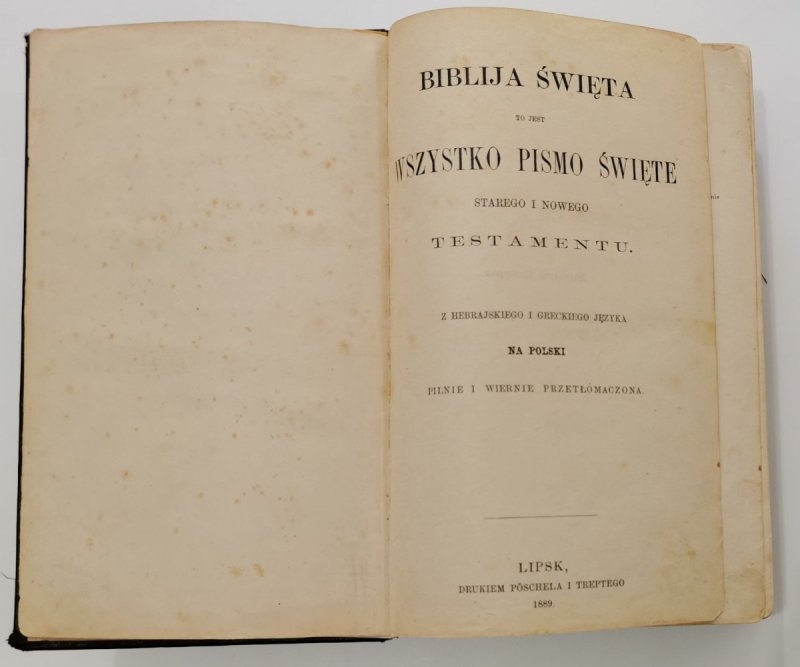 BIBLIJA ŚWIĘTA
TO JEST
WSZYSTKO PISMO ŚWIĘTE
STAREGO I NOWEGO
TESTAMENTU.
Z HEBRAJSKIEGO I GRECKIEGO JĘZYKA
NA POLSKI
PILNIE I WIERNIE PRZETŁÓMACZONA.
LIPSK,
DRUKIEM PÖSCHELA I TREPTEGO
1889.